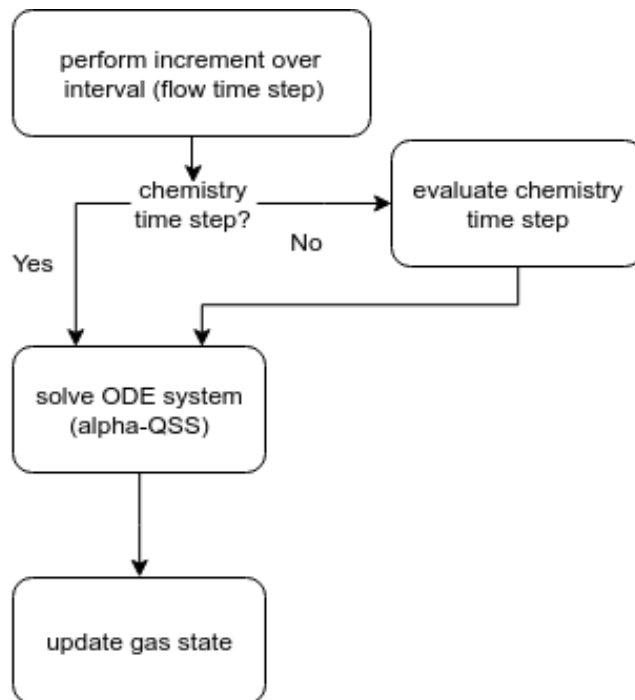 perform increment over
interval (flow time step)
chemistry
time step?
evaluate chemistry
time step
No
Yes
solve ODE system
(alpha-QSS)
update gas state